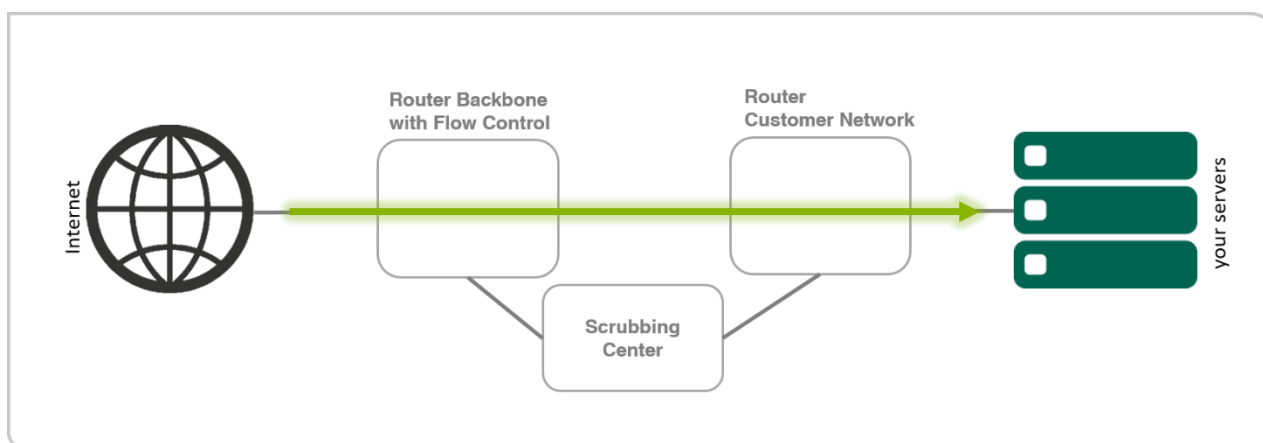 Internet
Router Backbone
with Flow Control
Router
Customer Network
Scrubbing
Center
your servers